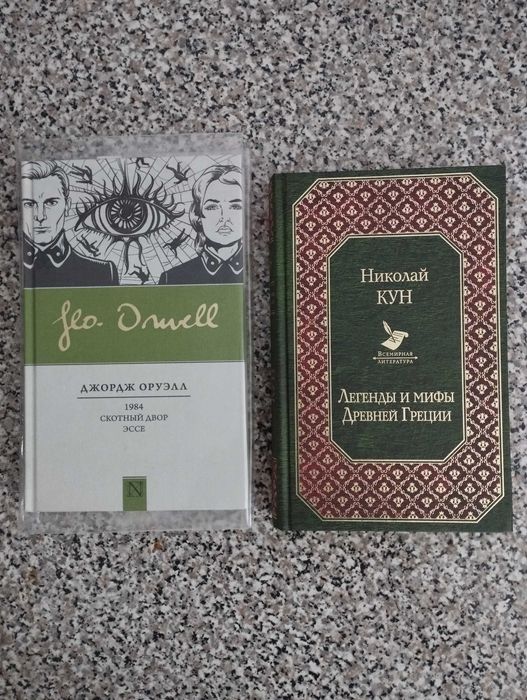 Geo. Orwell
ДЖОРДЖ ОРУЭЛЛ
1984
СКОТНЫЙ ДВОР
ЭССЕ
N
Николай
КУН
Всемирная
литература
Легенды и мифы
Древней Греции